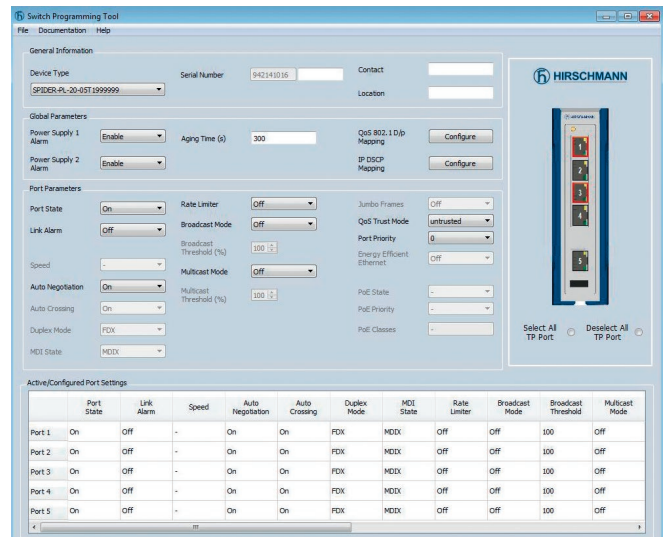 Switch Programming Tool
File Documentation Help
General Information
Device Type
SPIDER-PL-20-05T1999999
Serial Number
942141016
Contact
Location
Global Parameters
Power Supply 1 Alarm
Enable
Power Supply 2 Alarm
Enable
Aging Time (s)
300
QoS 802.1D/p Mapping
Configure
IP DSCP Mapping
Configure
Port Parameters
Port State
On
Link Alarm
Off
Speed
-
Auto Negotiation
On
Auto Crossing
On
Duplex Mode
FDX
MDI State
MDIX
Rate Limiter
Off
Broadcast Mode
Off
Broadcast Threshold (%)
100
Multicast Mode
Off
Multicast Threshold (%)
100
Jumbo Frames
Off
QoS Trust Mode
untrusted
Port Priority
0
Energy Efficient Ethernet
Off
PoE State
-
PoE Priority
-
PoE Classes
-
HIRSCHMANN
HIRSCHMANN
1
2
3
4
5
Select All TP Port
Deselect All TP Port
Active/Configured Port Settings
Port State Link Alarm Speed Auto Negotiation Auto Crossing Duplex Mode MDI State Rate Limiter Broadcast Mode Broadcast Threshold Multicast Mode
Port 1 On Off - On On FDX MDIX Off Off 100 Off
Port 2 On Off - On On FDX MDIX Off Off 100 Off
Port 3 On Off - On On FDX MDIX Off Off 100 Off
Port 4 On Off - On On FDX MDIX Off Off 100 Off
Port 5 On Off - On On FDX MDIX Off Off 100 Off